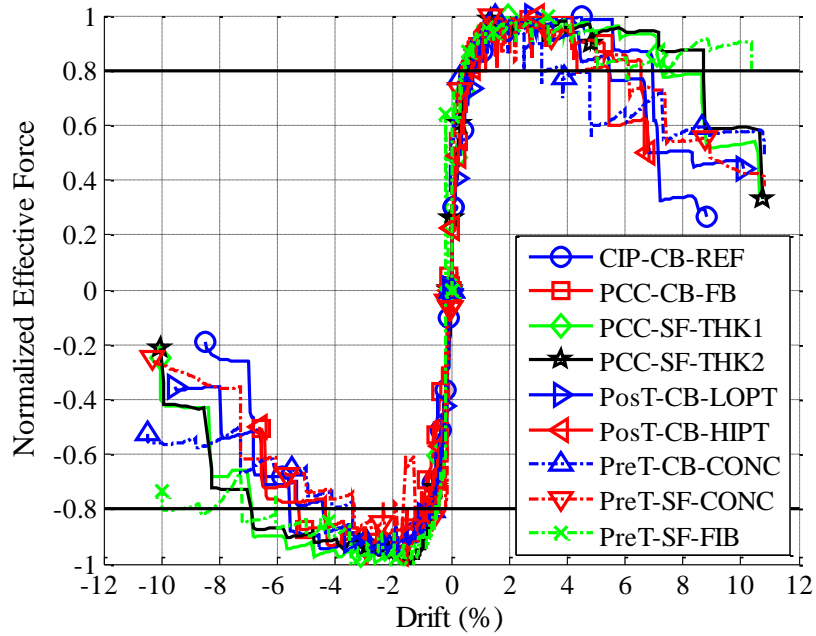 1
0.8
0.6
0.4
0.2
0
-0.2
-0.4
-0.6
-0.8
-1
Normalized Effective Force
CIP-CB-REF
PCC-CB-FB
PCC-SF-THK1
PCC-SF-THK2
PosT-CB-LOPT
PosT-CB-HIPT
PreT-CB-CONC
PreT-SF-CONC
PreT-SF-FIB
-12 -10 -8 -6 -4 -2 0 2 4 6 8 10 12
Drift (%)